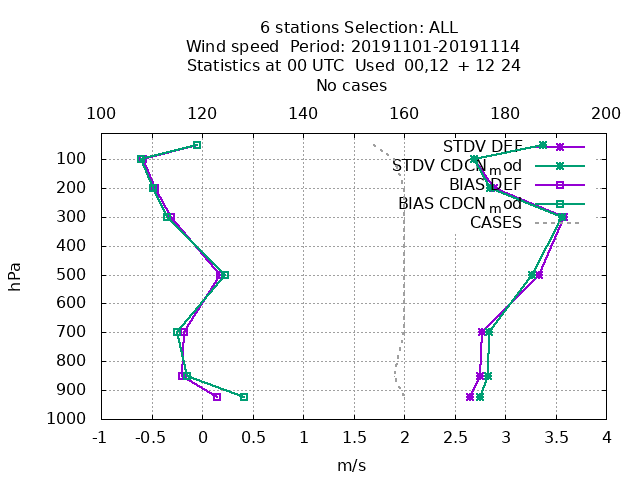 6 stations Selection: ALL
Wind speed Period: 20191101-20191114
Statistics at 00 UTC Used 00,12 + 12 24
No cases
100 120 140 160 180 200
STDV DEF
STDV CDCNmod
BIAS DEF
BIAS CDCNmod
CASES
100
200
300
400
500
600
700
800
900
1000
hPa
-1 -0.5 0 0.5 1 1.5 2 2.5 3 3.5 4
m/s